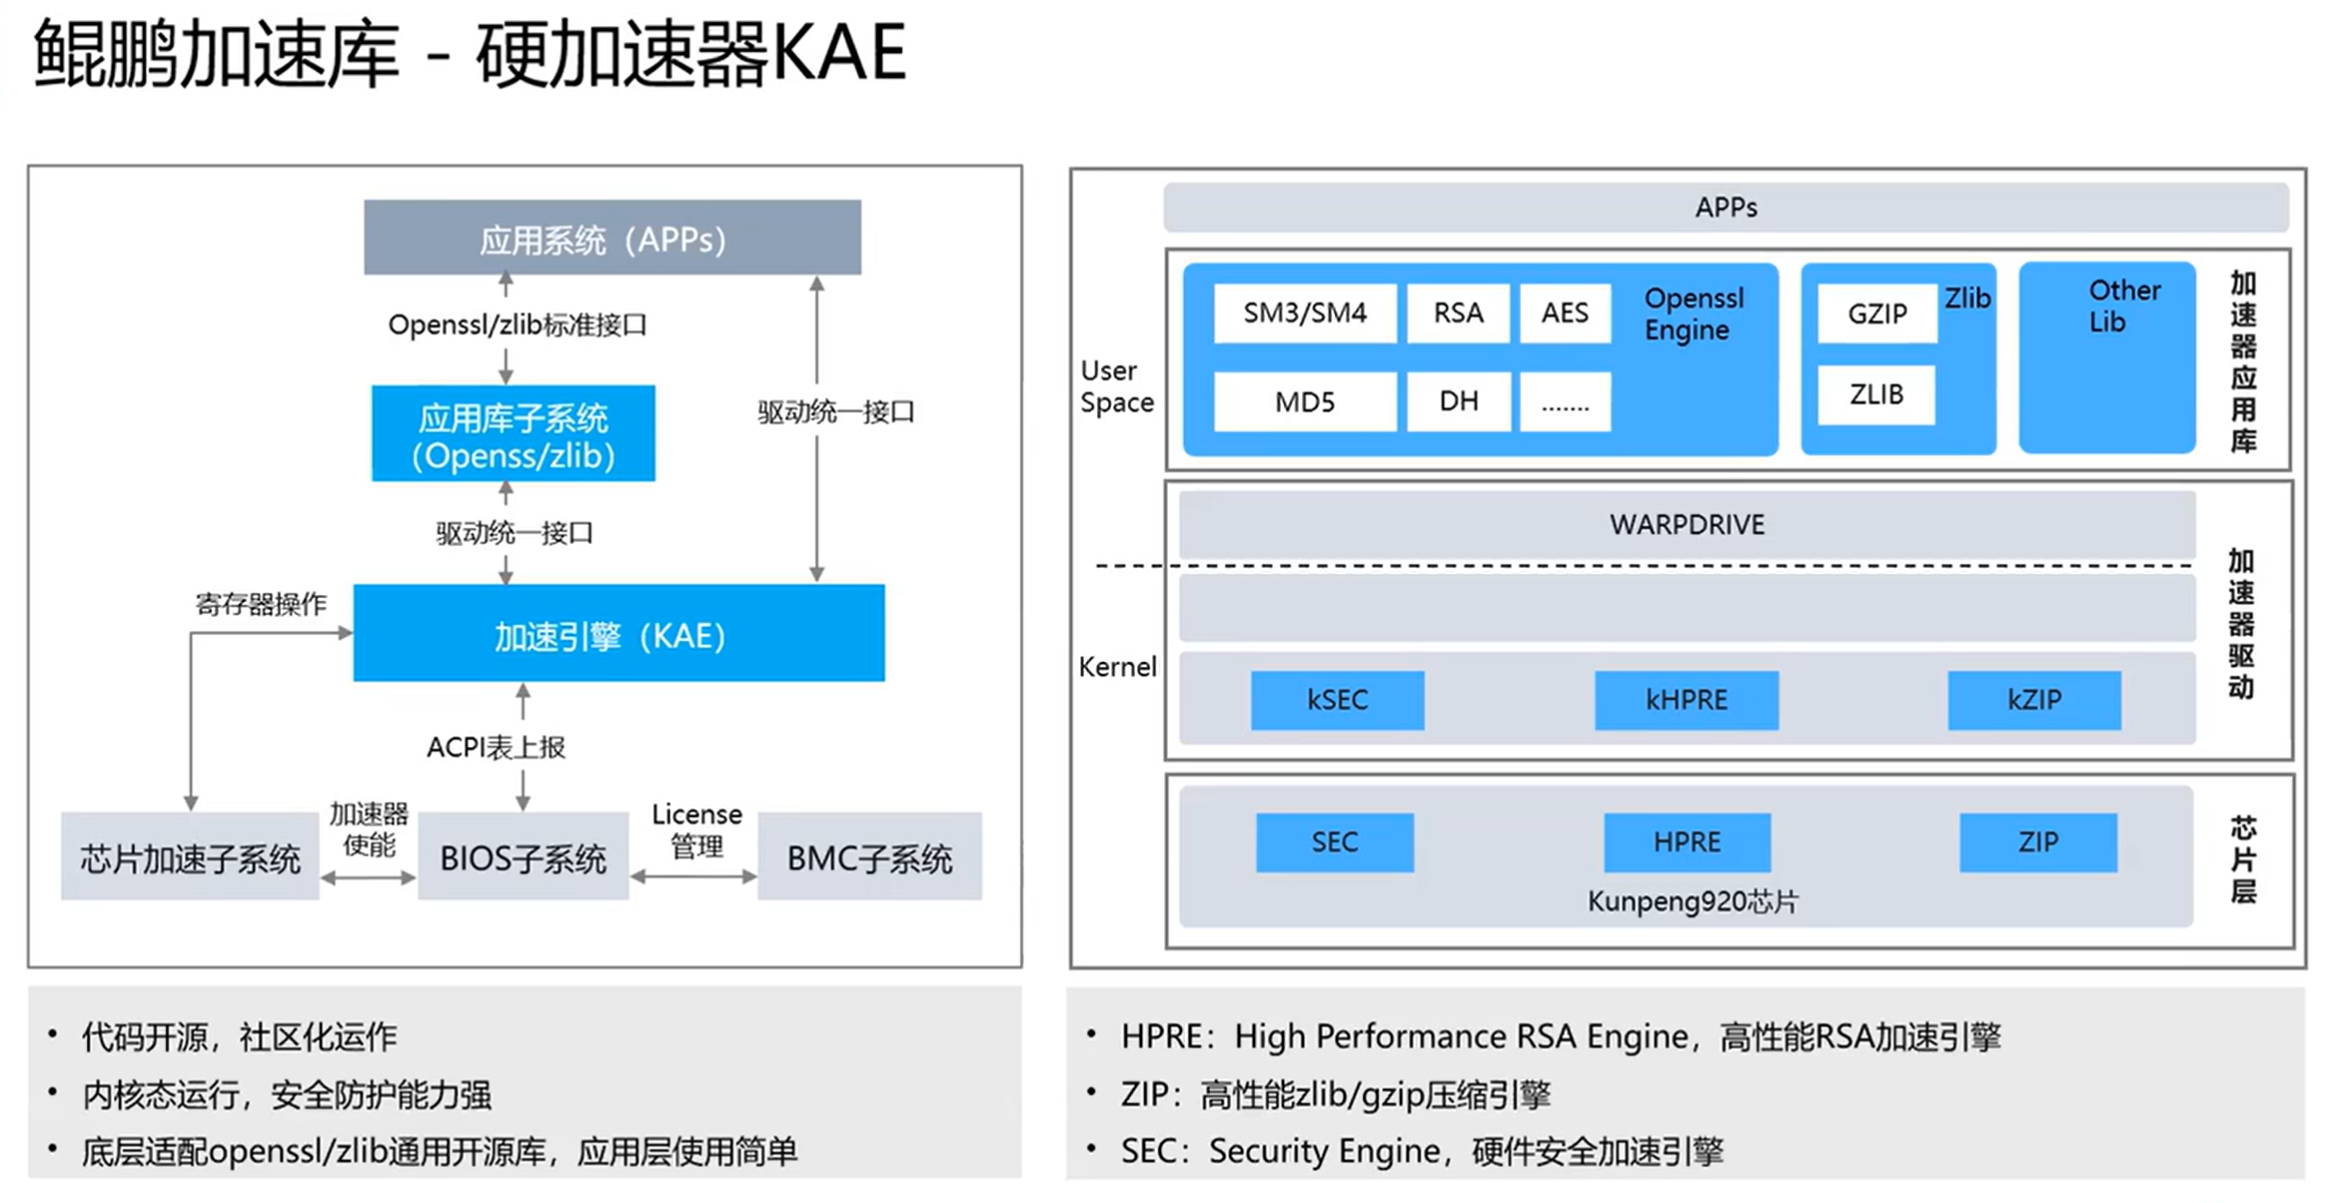 鲲鹏加速库 - 硬加速器KAE
应用系统（APPs）
Openssl/zlib标准接口
驱动统一接口
应用库子系统
（Openss/zlib）
驱动统一接口
寄存器操作
加速引擎（KAE）
ACPI表上报
加速器
使能
License
管理
芯片加速子系统
BIOS子系统
BMC子系统
APPs
User
Space
SM3/SM4
RSA
AES
MD5
DH
.......
Openssl
Engine
GZIP
Zlib
ZLIB
Other
Lib
加速器应用库
WARPDRIVE
Kernel
kSEC
kHPRE
kZIP
加速器驱动
SEC
HPRE
ZIP
Kunpeng920芯片
芯片层
• 代码开源，社区化运作
• 内核态运行，安全防护能力强
• 底层适配openssl/zlib通用开源库，应用层使用简单
• HPRE：High Performance RSA Engine，高性能RSA加速引擎
• ZIP：高性能zlib/gzip压缩引擎
• SEC：Security Engine，硬件安全加速引擎